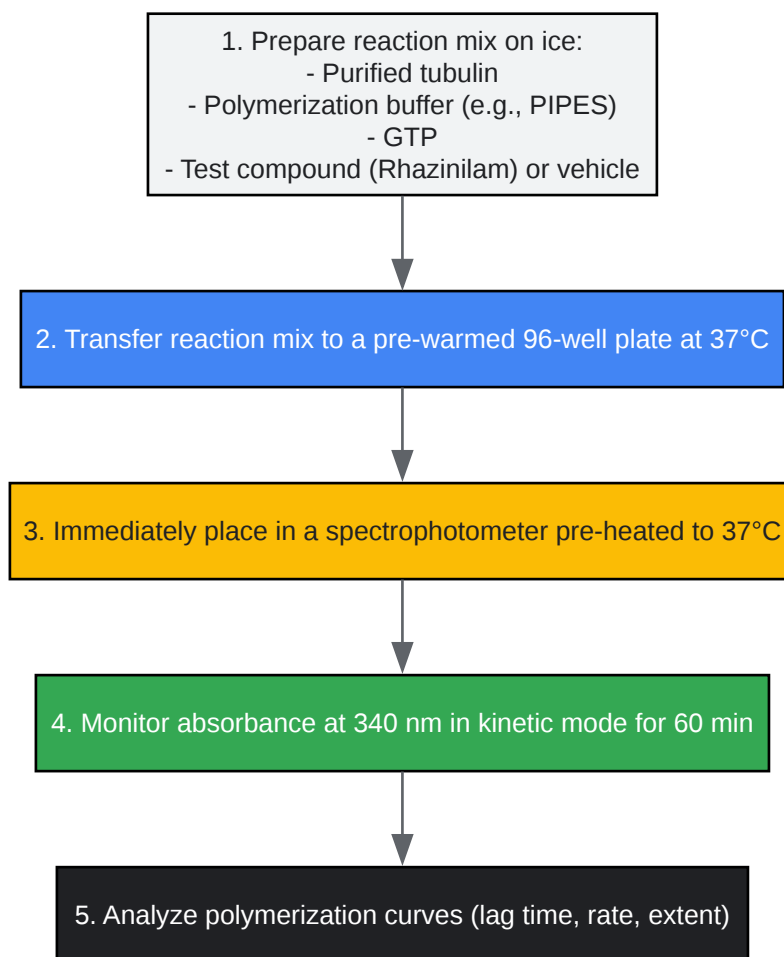 1. Prepare reaction mix on ice:
- Purified tubulin
- Polymerization buffer (e.g., PIPES)
- GTP
- Test compound (Rhazinilam) or vehicle
2. Transfer reaction mix to a pre-warmed 96-well plate at 37°C
3. Immediately place in a spectrophotometer pre-heated to 37°C
4. Monitor absorbance at 340 nm in kinetic mode for 60 min
5. Analyze polymerization curves (lag time, rate, extent)